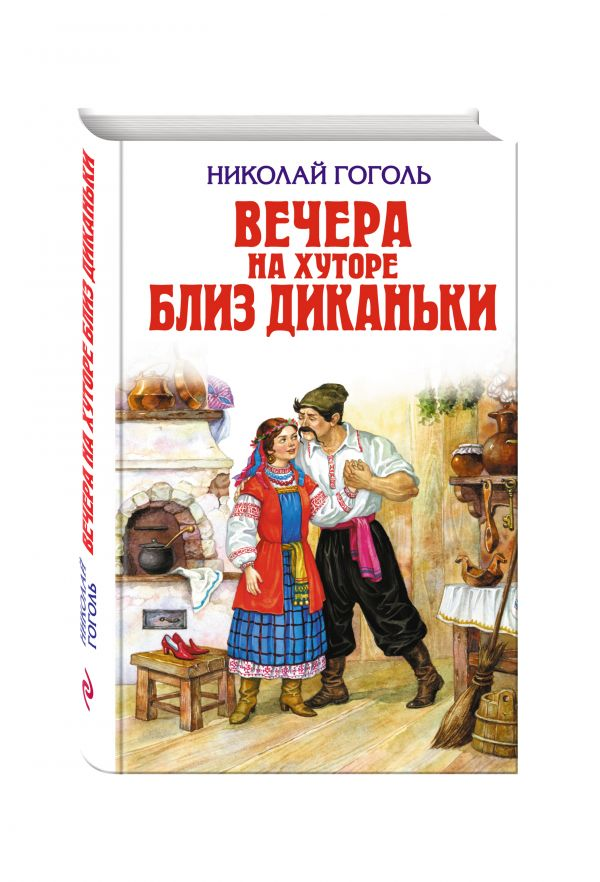 НИКОЛАЙ ГОГОЛЬ
ВЕЧЕРА
НА ХУТОРЕ
БЛИЗ ДИКАНЬКИ
НИКОЛАЙ
ГОГОЛЬ
ВЕЧЕРА НА ХУТОРЕ БЛИЗ ДИКАНЬКИ